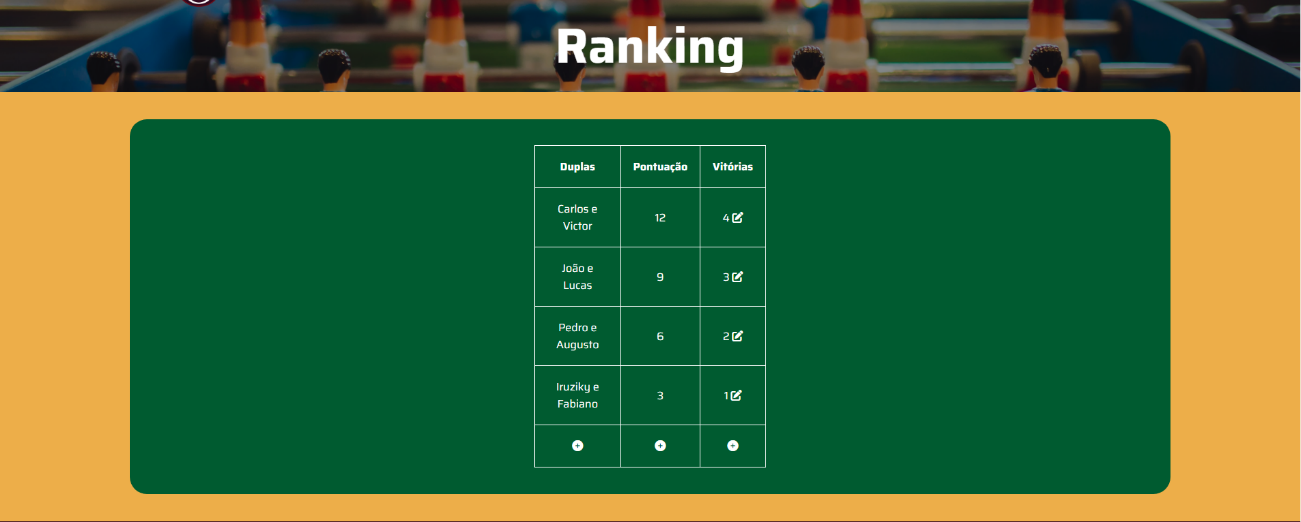 Ranking
Duplas Pontuação Vitórias
Carlos e
Victor
12
4
João e
Lucas
9
3
Pedro e
Augusto
6
2
Iruziky e
Fabiano
3
1